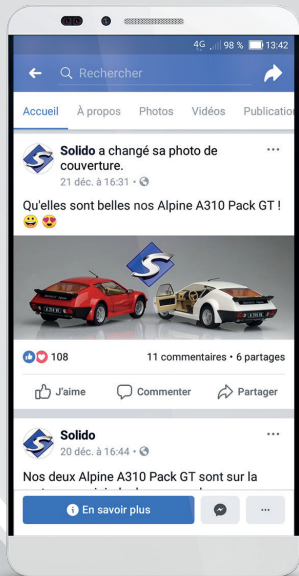 4G 98 % 13:42
Rechercher
Accueil À propos Photos Vidéos Publication
Solido a changé sa photo de
couverture.
21 déc. à 16:31
Qu'elles sont belles nos Alpine A310 Pack GT !
S
108 11 commentaires • 6 partages
J'aime Commenter Partager
Solido
20 déc. à 16:44
Nos deux Alpine A310 Pack GT sont sur la
En savoir plus